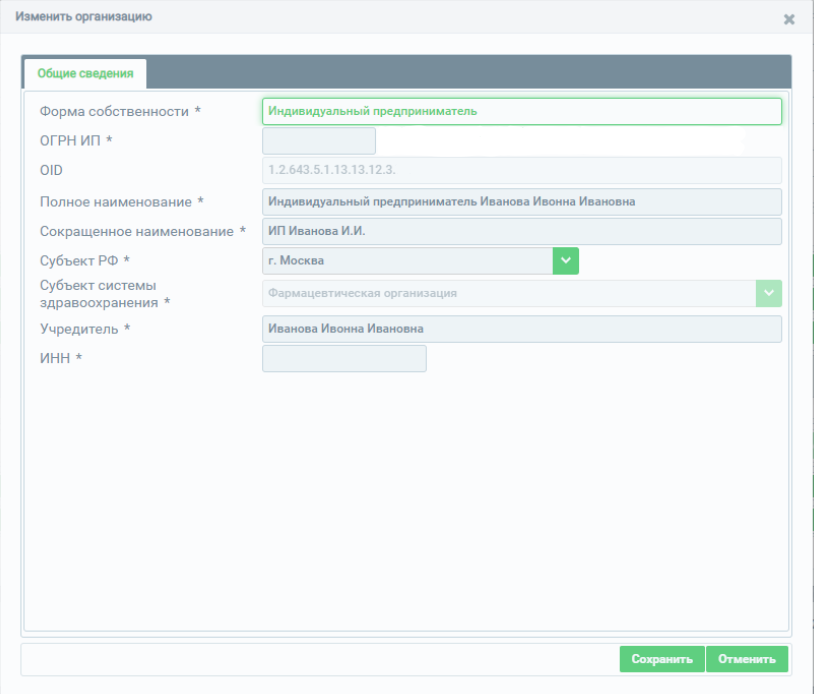 Изменить организацию
Общие сведения
Форма собственности *
Индивидуальный предприниматель
ОГРН ИП *
OID
1.2.643.5.1.13.13.12.3.
Полное наименование *
Индивидуальный предприниматель Иванова Ивонна Ивановна
Сокращенное наименование *
ИП Иванова И.И.
Субъект РФ *
г. Москва
Субъект системы
здравоохранения *
Фармацевтическая организация
Учредитель *
Иванова Ивонна Ивановна
ИНН *
Сохранить
Отменить